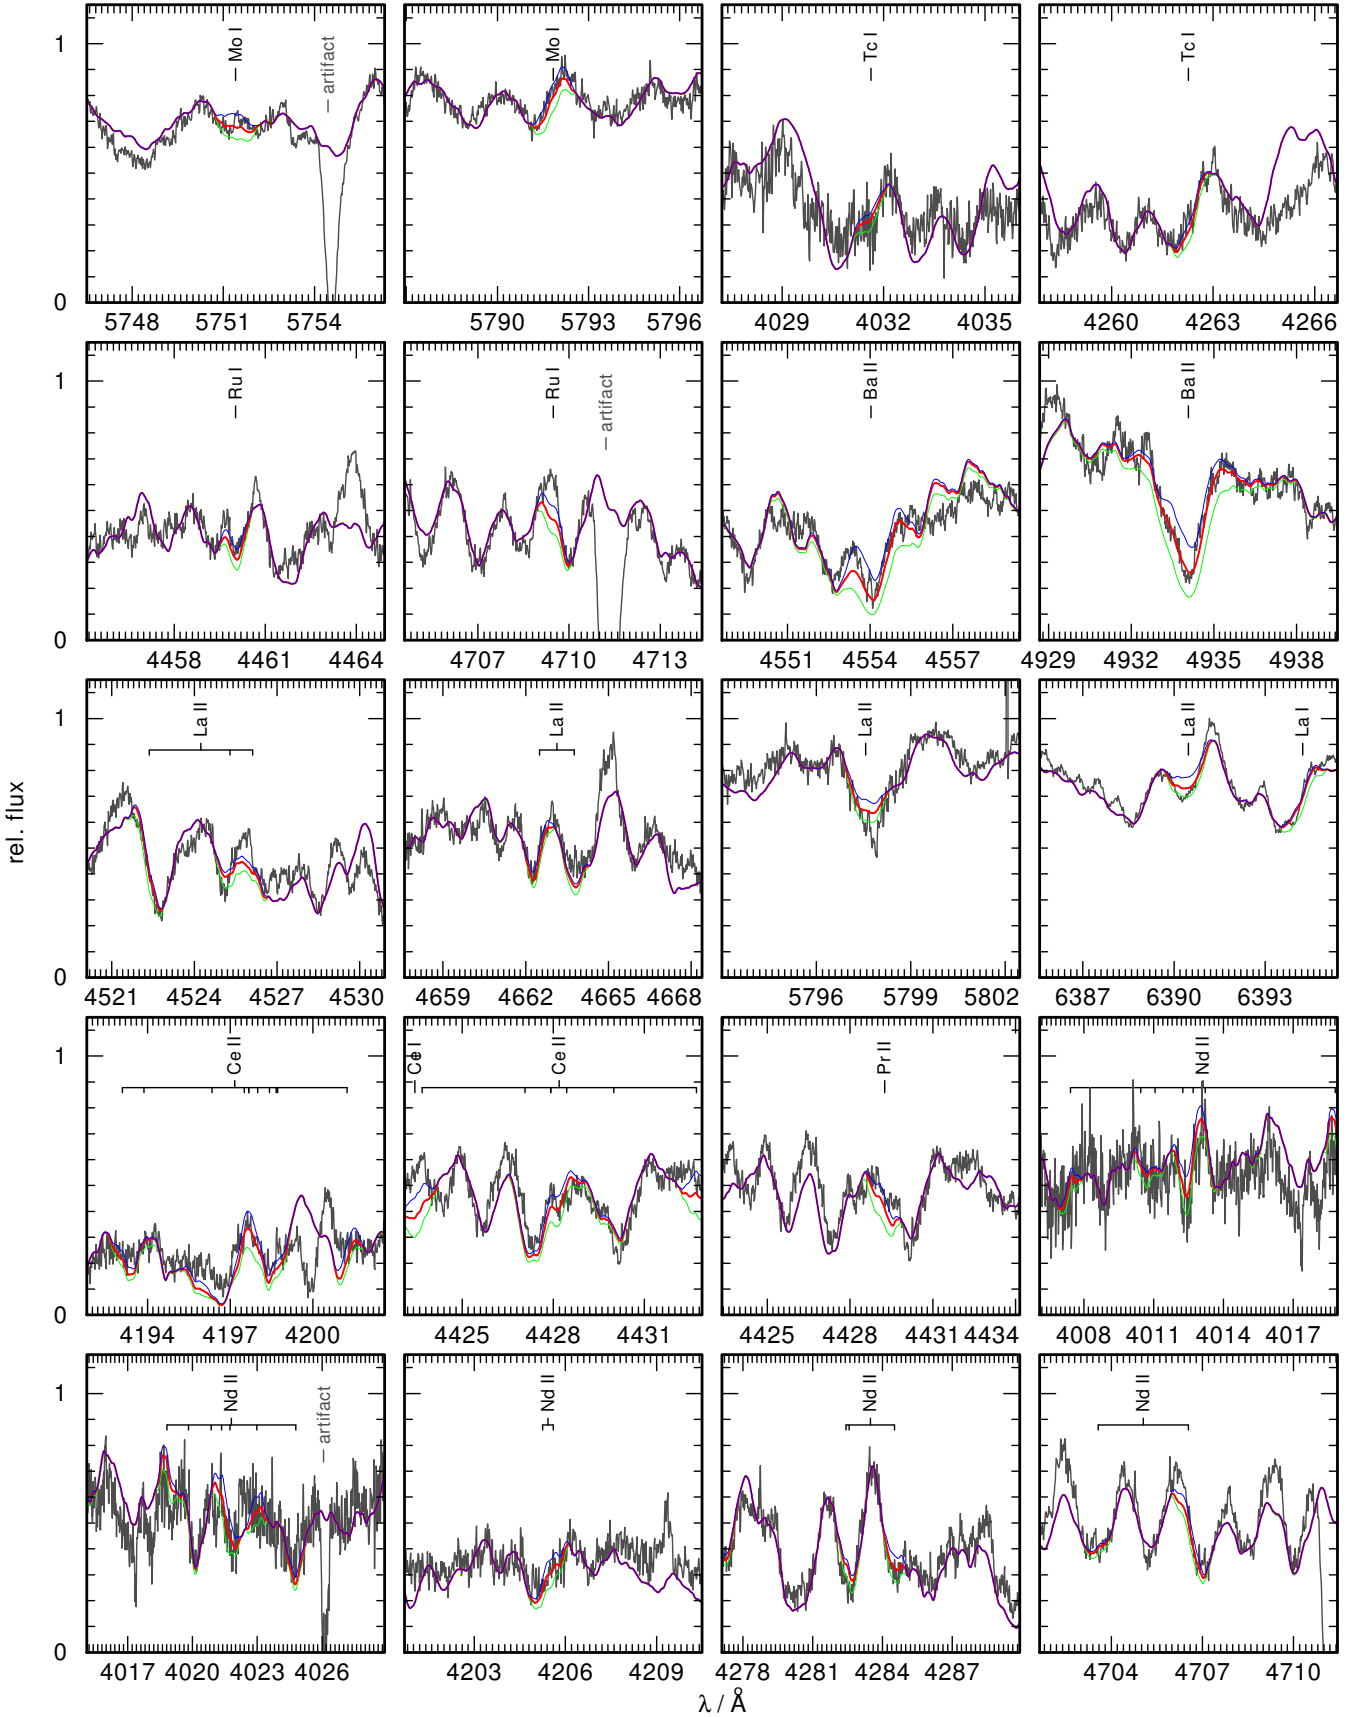 Mo I
artifact
Mo I
Tc I
Tc I
1
0
5748 5751 5754
5790 5793 5796
4029 4032 4035
4260 4263 4266
Ru I
Ru I
artifact
Ba II
Ba II
1
0
4458 4461 4464
4707 4710 4713
4551 4554 4557
4929 4932 4935 4938
La II
La II
La II
La II
La I
1
0
4521 4524 4527 4530
4659 4662 4665 4668
5796 5799 5802
6387 6390 6393
rel. flux
Ce II
Ce I
Ce II
Pr II
Nd II
1
0
4194 4197 4200
4425 4428 4431
4425 4428 4431 4434
4008 4011 4014 4017
Nd II
artifact
Nd II
Nd II
Nd II
1
0
4017 4020 4023 4026
4203 4206 4209
4278 4281 4284 4287
4704 4707 4710
λ / Å